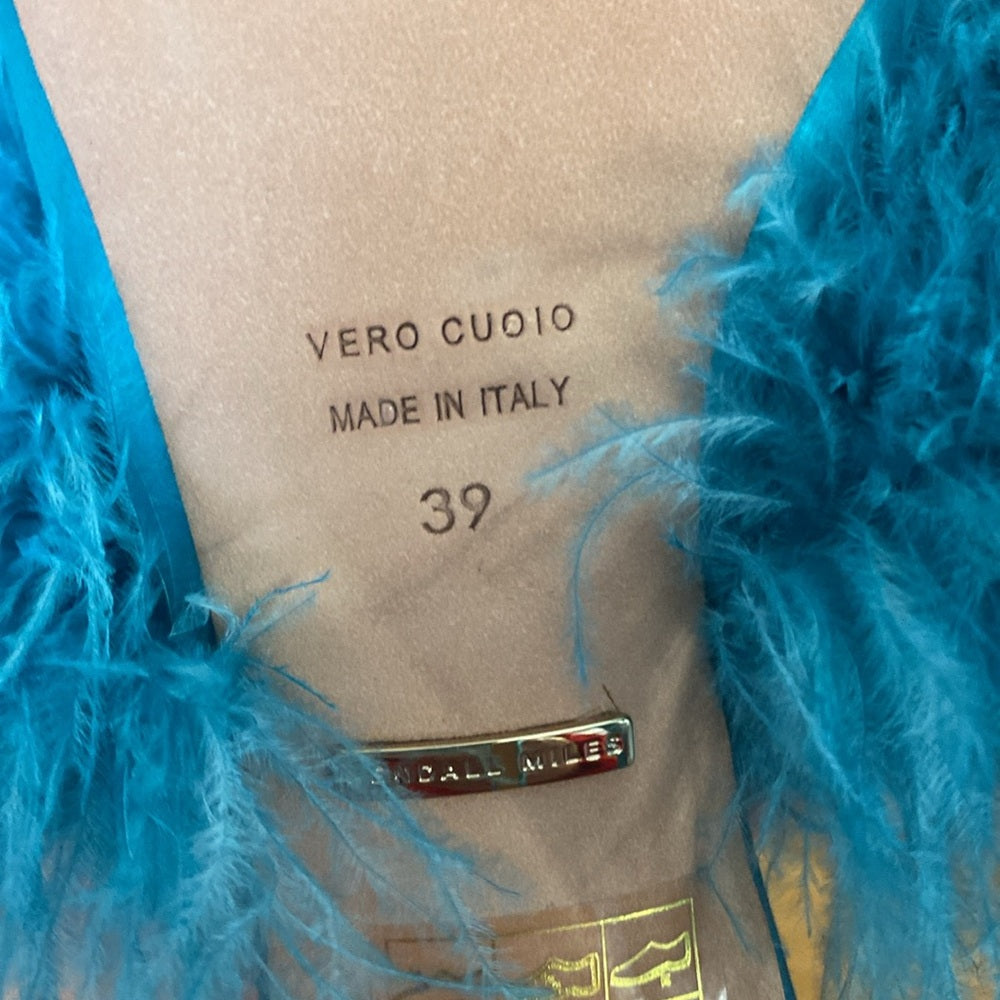 VERO CUOIO
MADE IN ITALY
39
MILES